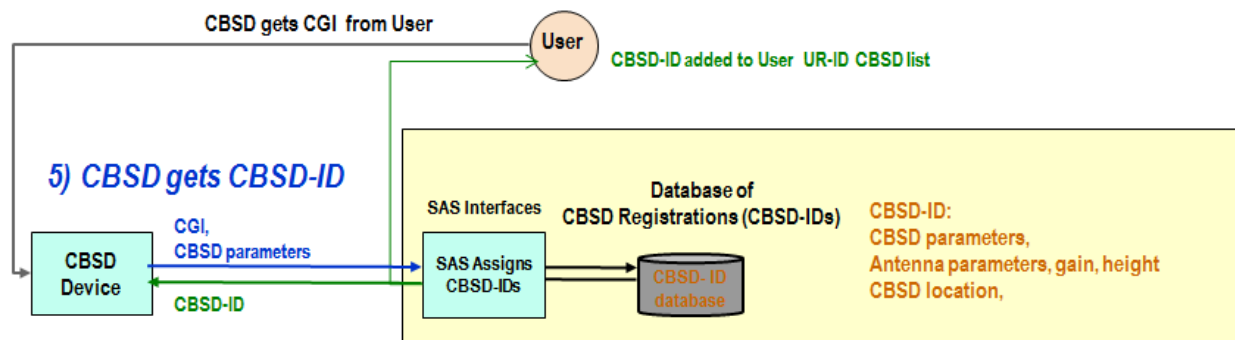 CBSD gets CGI from User
User
CBSD-ID added to User UR-ID CBSD list
5) CBSD gets CBSD-ID
CGI,
CBSD parameters
CBSD
Device
CBSD-ID
SAS Interfaces
SAS Assigns
CBSD-IDs
Database of
CBSD Registrations (CBSD-IDs)
CBSD- ID
database
CBSD-ID:
CBSD parameters,
Antenna parameters, gain, height
CBSD location,